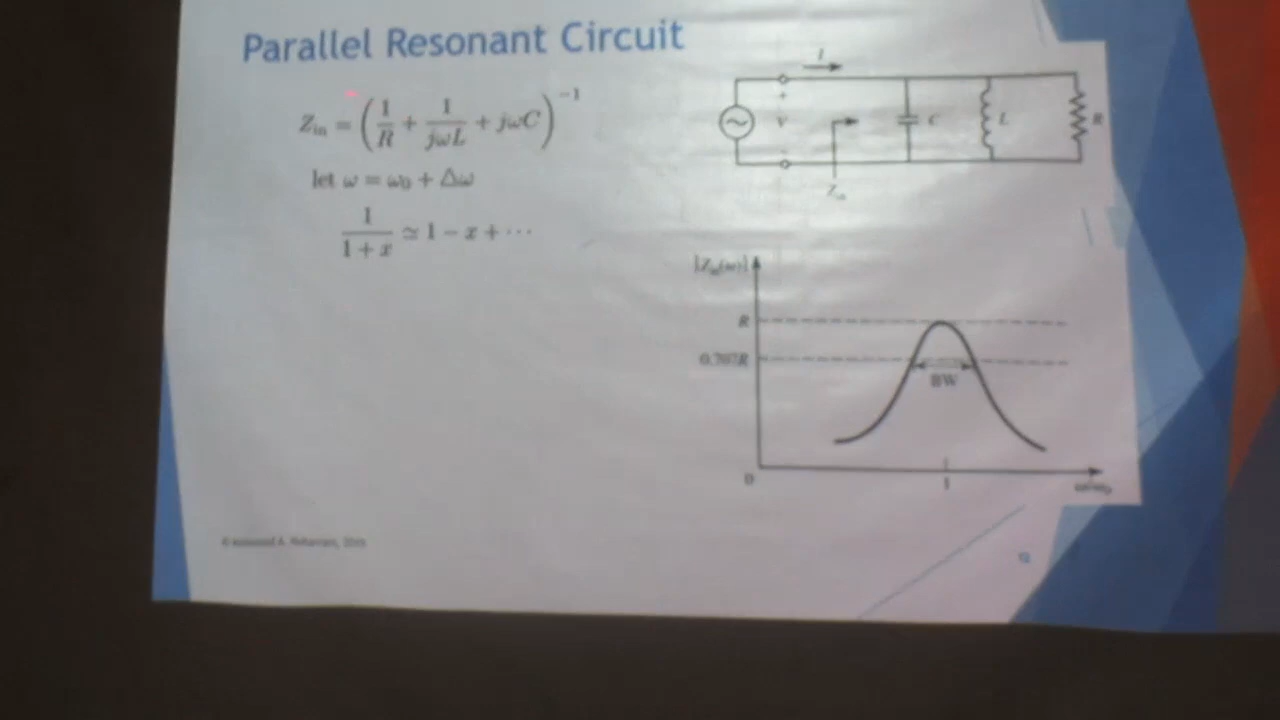 Parallel Resonant Circuit
Z_in = (1/R + 1/(jωL) + jωC)^−1
let ω = ω0 + Δω
1/(1+x) ≃ 1 − x + ⋯
I
+
V
-
C
L
R
Z_in
|Z_in(ω)|
R
0.707R
BW
0
1
ω/ω0